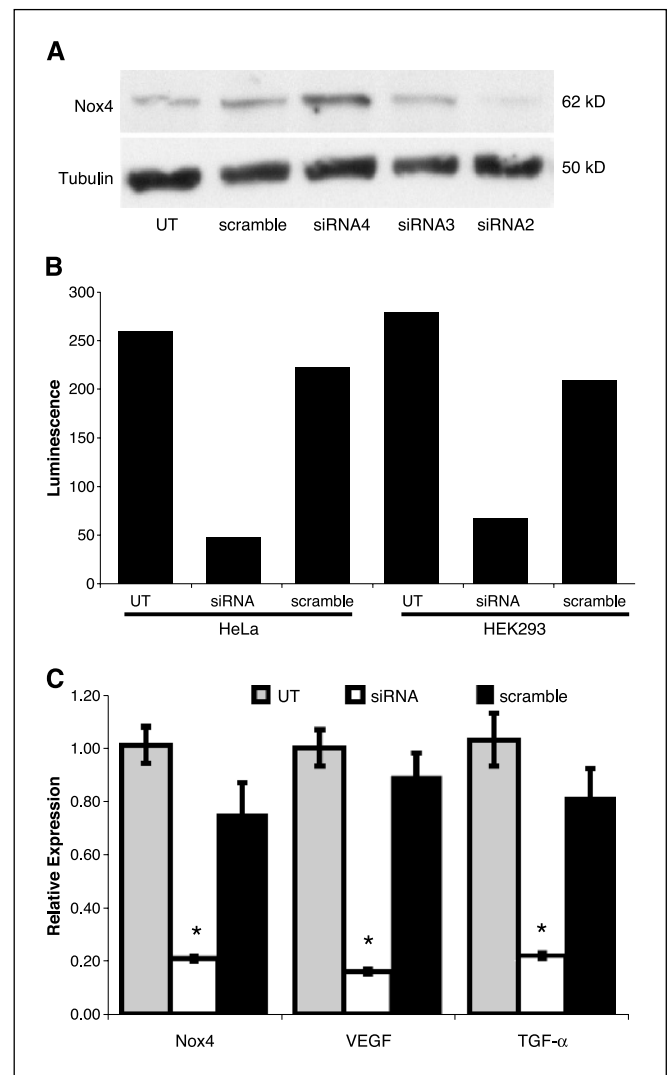 A
Nox4
62 kD
Tubulin
50 kD
UT scramble siRNA4 siRNA3 siRNA2
B
300
250
200
150
100
50
0
Luminescence
UT siRNA scramble UT siRNA scramble
HeLa HEK293
C
UT siRNA scramble
1.20
1.00
0.80
0.60
0.40
0.20
0.00
Relative Expression
* * *
Nox4 VEGF TGF-α